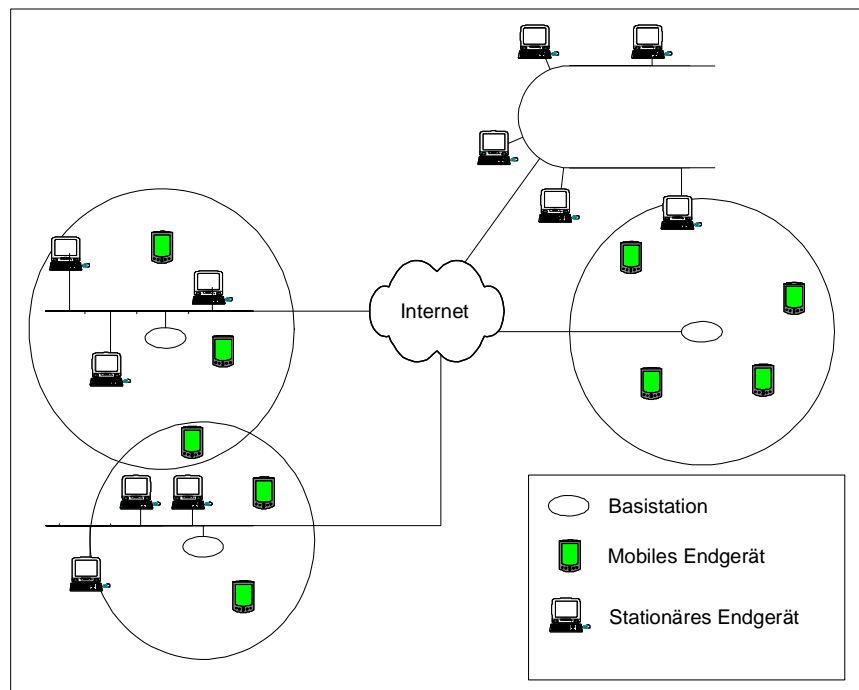 Internet
Basistation
Mobiles Endgerät
Stationäres Endgerät